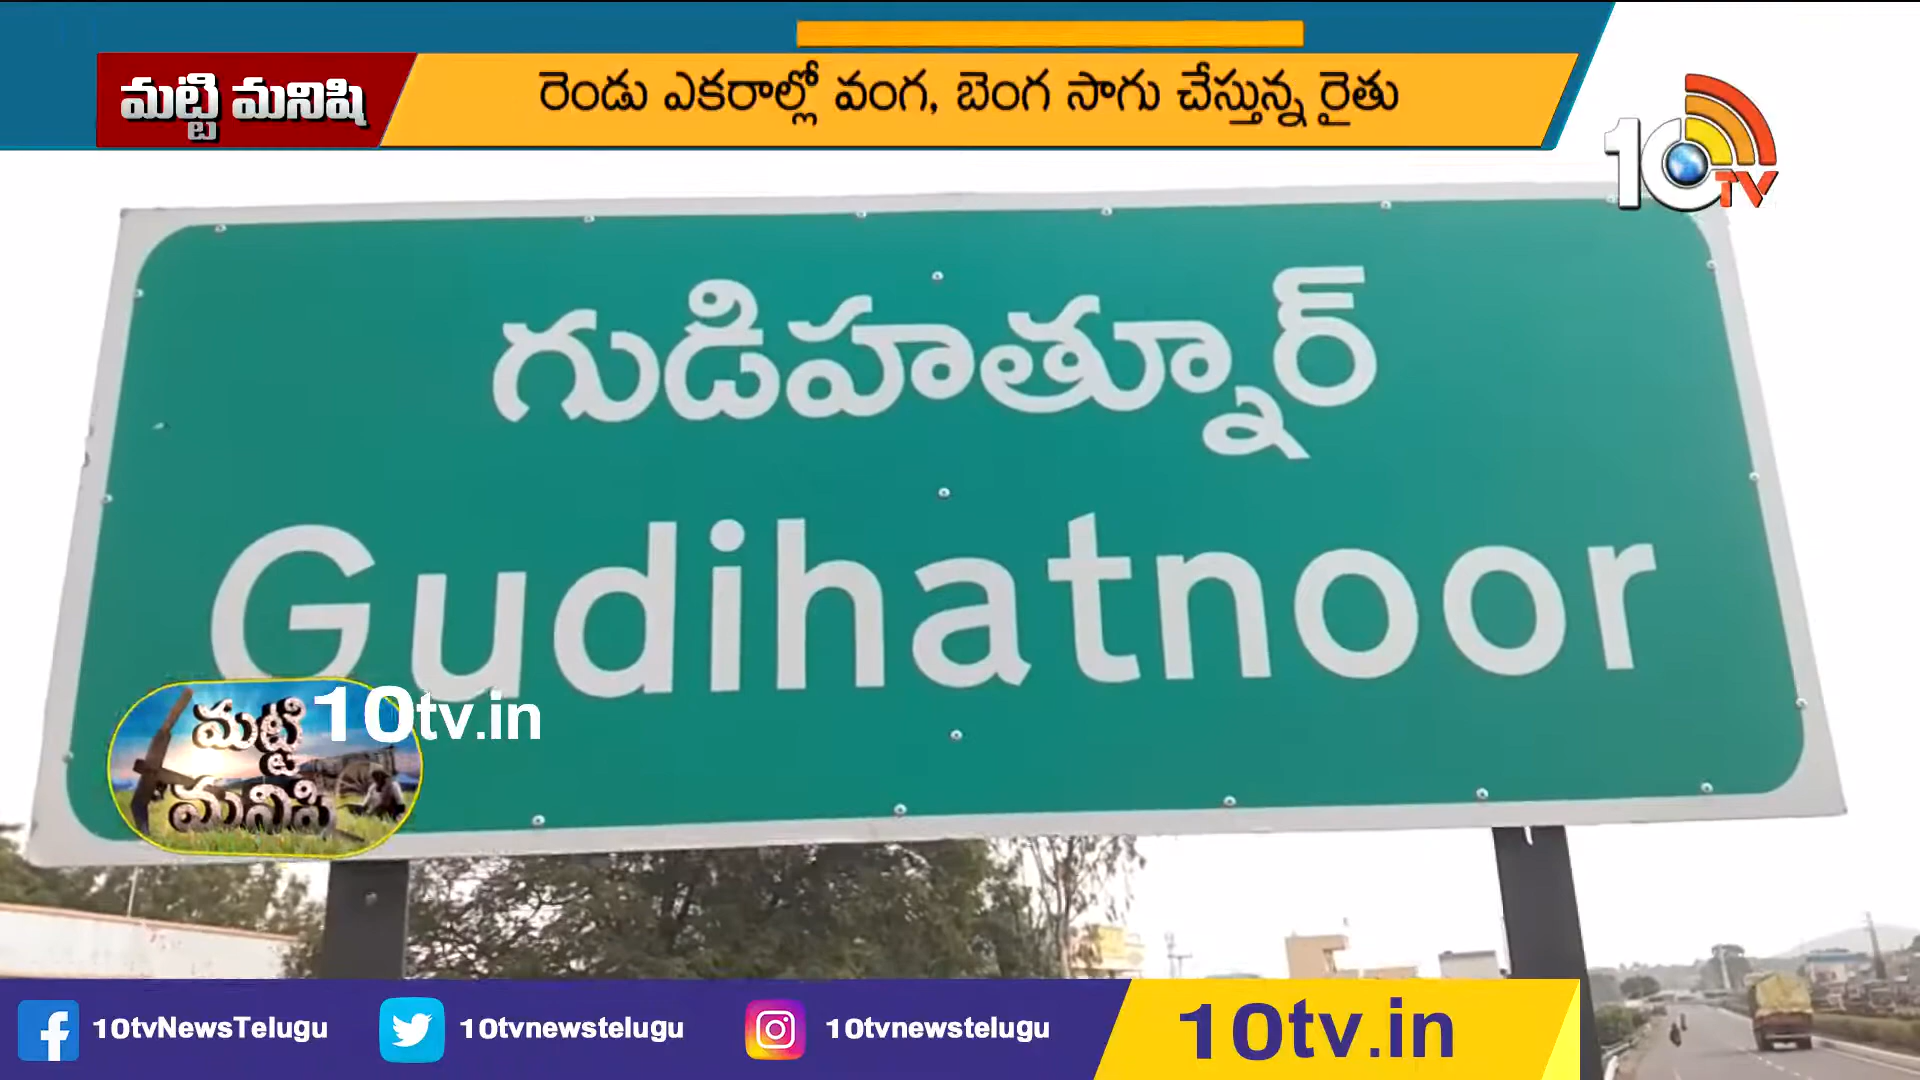 మట్టి మనిషి
రెండు ఎకరాల్లో వంగ, బెంగ సాగు చేస్తున్న రైతు
10TV
గుడిహత్నూర్
Gudihatnoor
మట్టి
మనిషి
10tv.in
10tvNewsTelugu
10tvnewstelugu
10tvnewstelugu
10tv.in